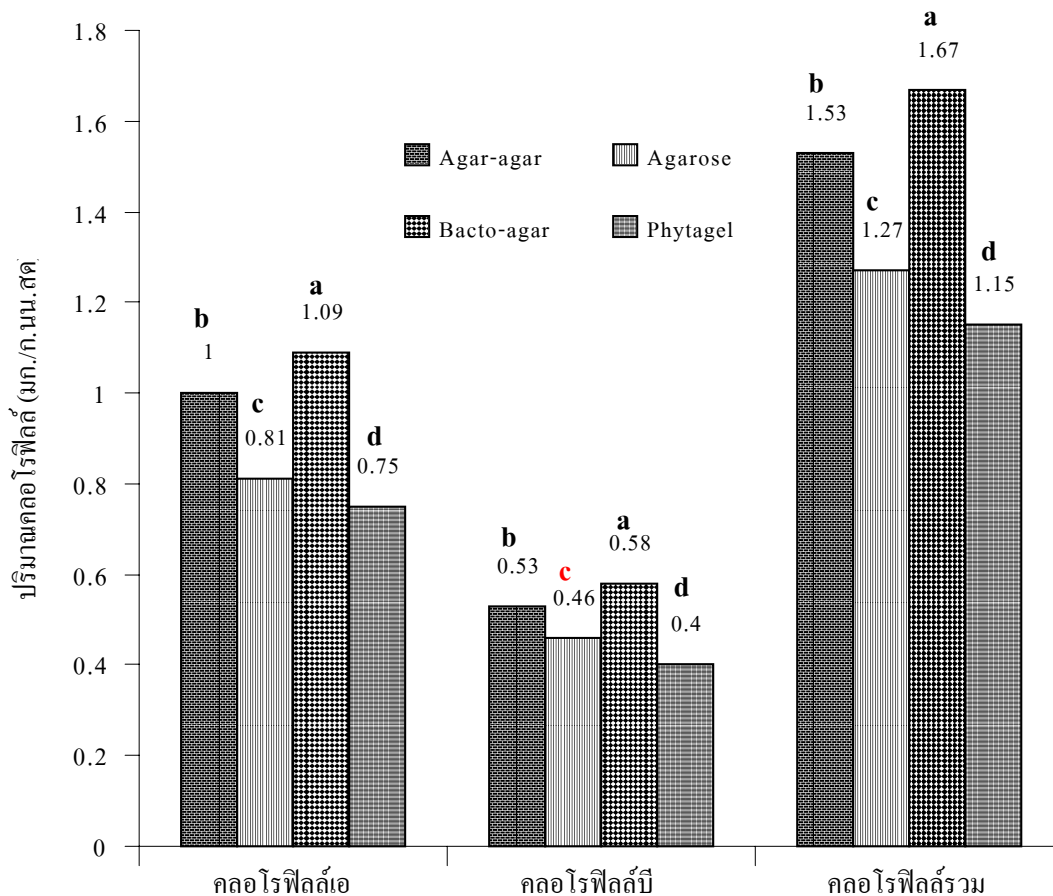 ปริมาณคลอโรฟิลล์ (มก./ก.นน.สด)
1.8
1.6
1.4
1.2
1
0.8
0.6
0.4
0.2
0
Agar-agar
Agarose
Bacto-agar
Phytagel
b
1
c
0.81
a
1.09
d
0.75
b
0.53
c
0.46
a
0.58
d
0.4
b
1.53
c
1.27
a
1.67
d
1.15
คลอโรฟิลล์เอ
คลอโรฟิลล์บี
คลอโรฟิลล์รวม